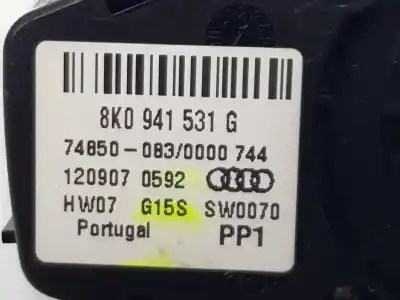 8K0 941 531 G
74850-083/0000 744
120907 0592
HW07 G15S SW0070
Portugal PP1